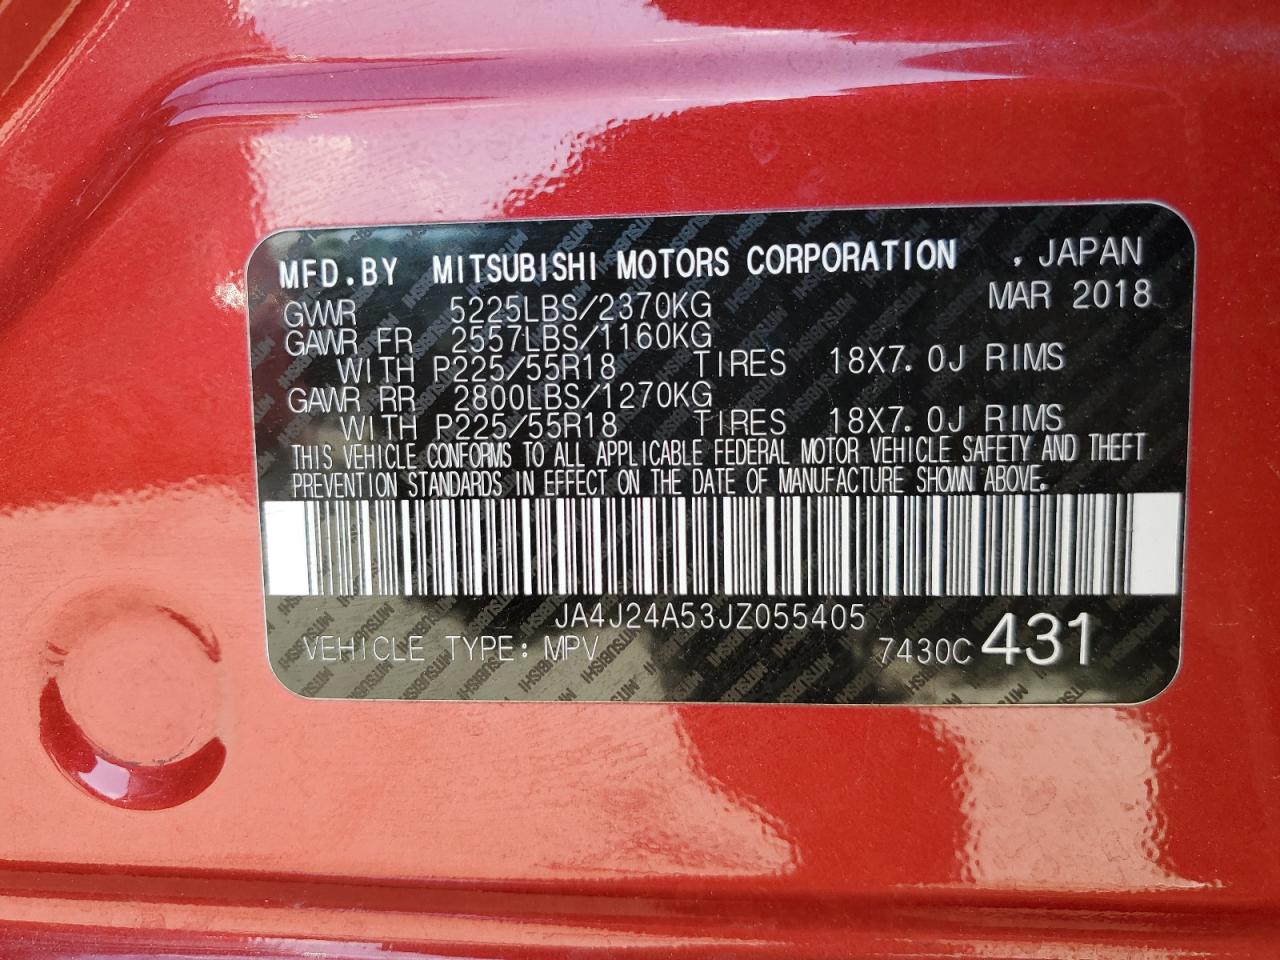 MFD.BY MITSUBISHI MOTORS CORPORATION , JAPAN
MAR 2018
GVWR 5225LBS/2370KG
GAWR FR 2557LBS/1160KG
WITH P225/55R18 TIRES 18X7.0J RIMS
GAWR RR 2800LBS/1270KG
WITH P225/55R18 TIRES 18X7.0J RIMS
THIS VEHICLE CONFORMS TO ALL APPLICABLE FEDERAL MOTOR VEHICLE SAFETY AND THEFT
PREVENTION STANDARDS IN EFFECT ON THE DATE OF MANUFACTURE SHOWN ABOVE.
JA4J24A53JZ055405
VEHICLE TYPE: MPV 7430C 431